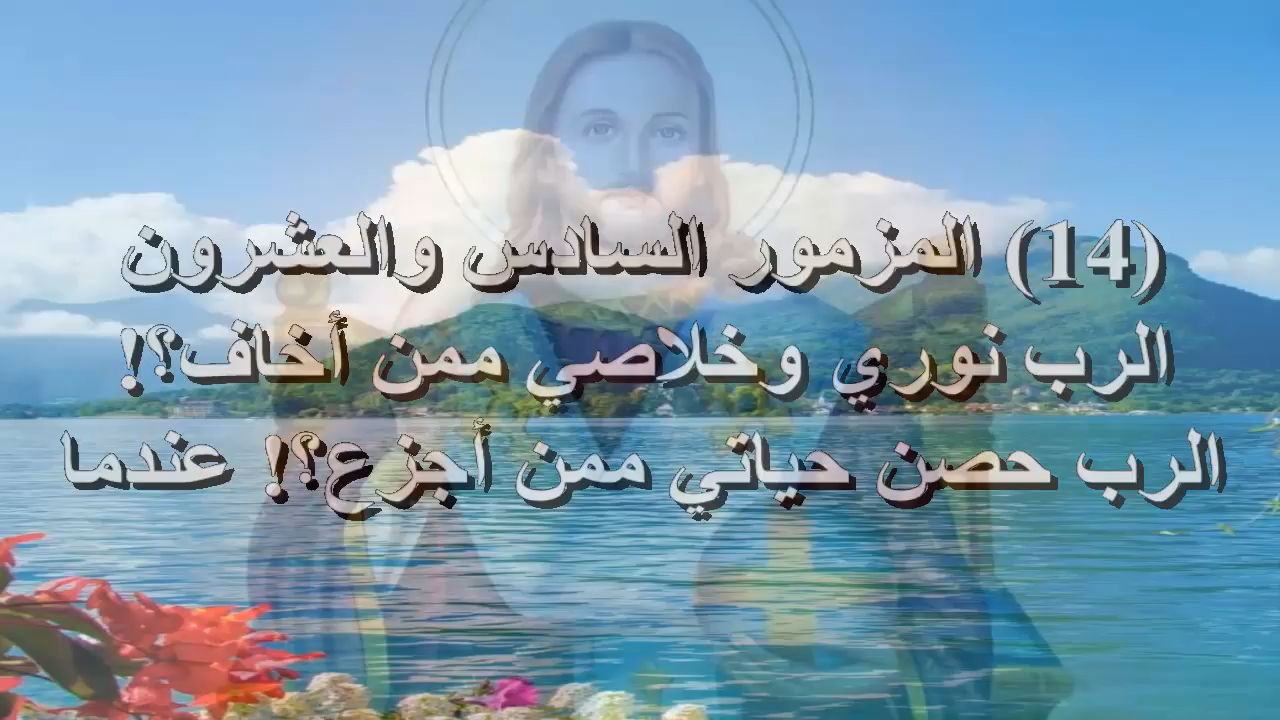 (14) المزمور السادس والعشرون
الرب نوري وخلاصي ممن أخاف؟!
الرب حصن حياتي ممن أجزع؟! عندما